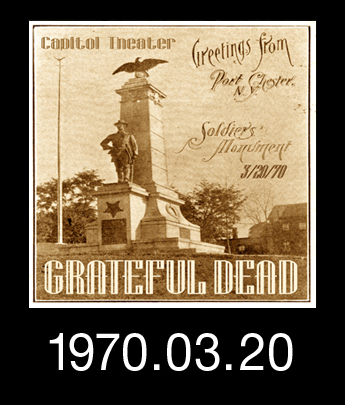 Capitol Theater
Greetings from
Port Chester,
N.Y.
Soldier's
Monument
3/20/70
GRATEFUL DEAD
1970.03.20